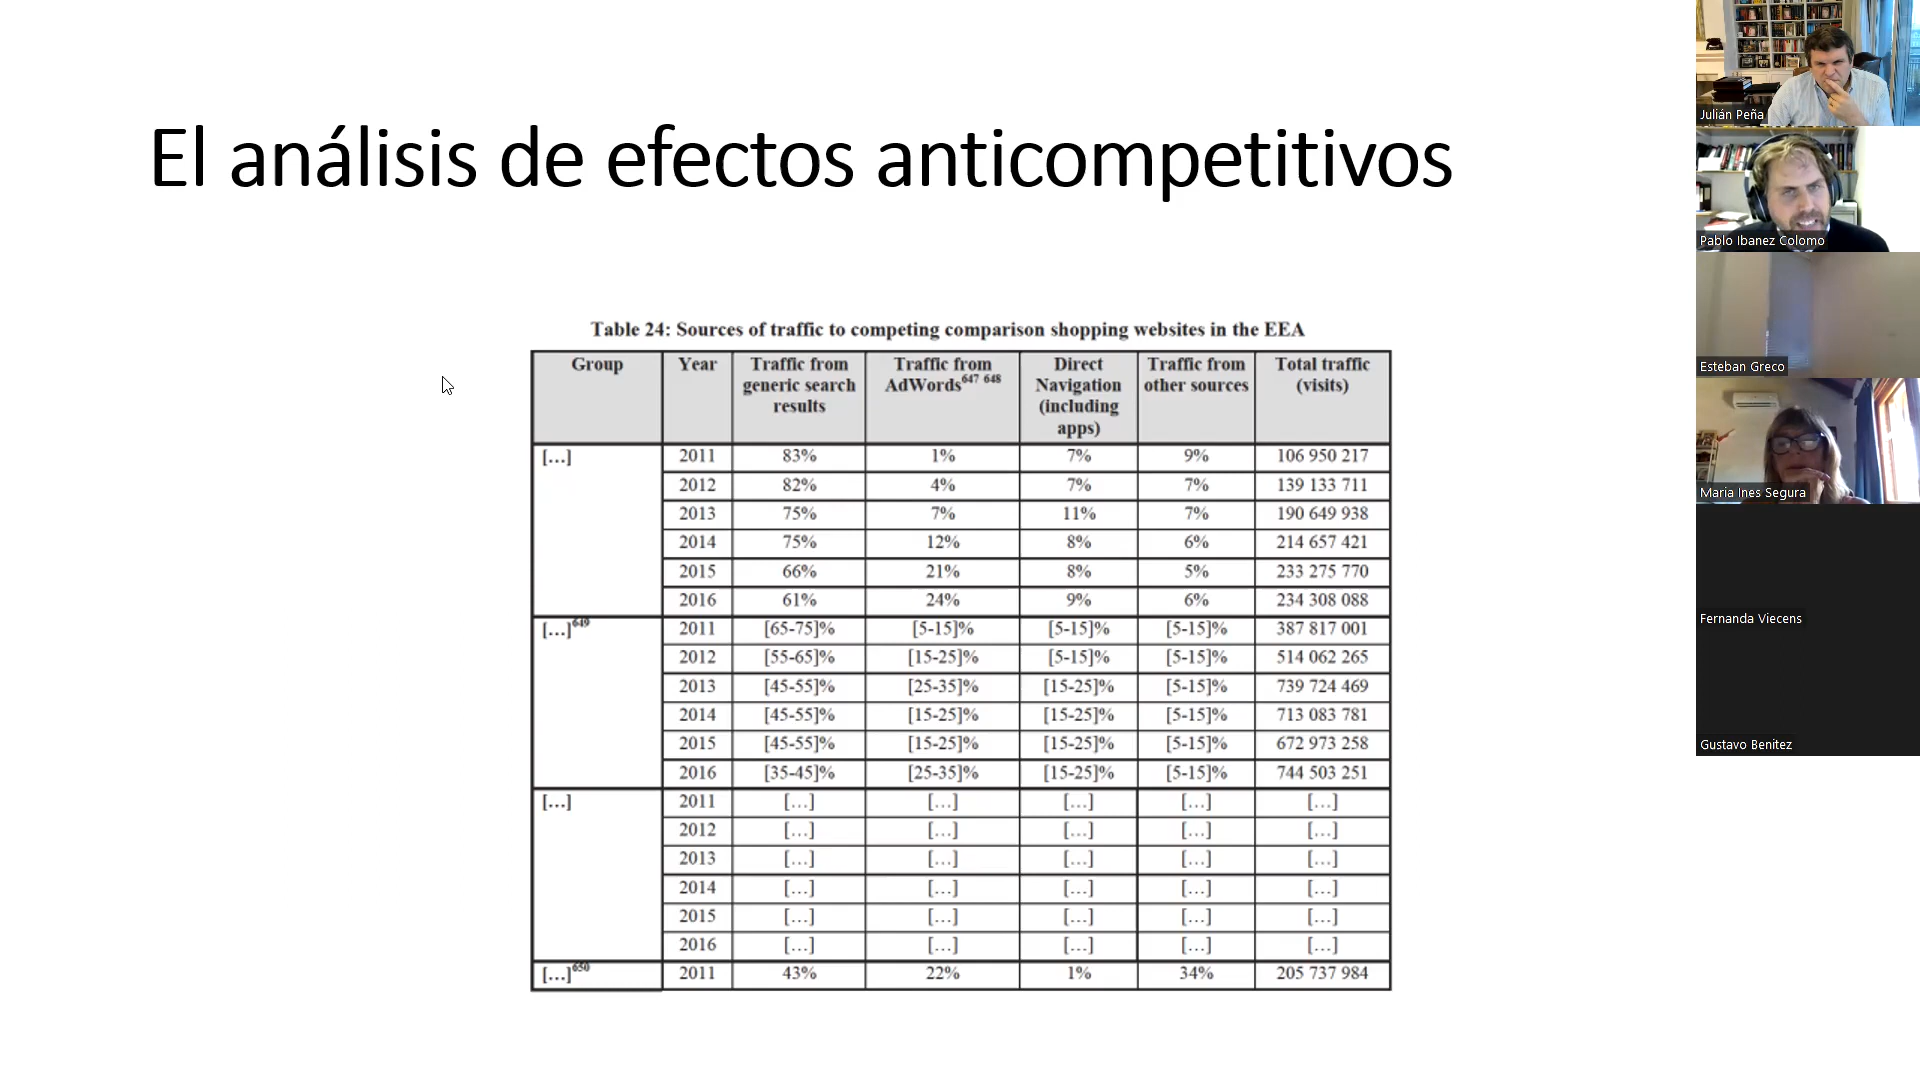 El análisis de efectos anticompetitivos
Table 24: Sources of traffic to competing comparison shopping websites in the EEA
Group Year Traffic from generic search results Traffic from AdWords647 648 Direct Navigation (including apps) Traffic from other sources Total traffic (visits)
[…] 2011 83% 1% 7% 9% 106 950 217
2012 82% 4% 7% 7% 139 133 711
2013 75% 7% 11% 7% 190 649 938
2014 75% 12% 8% 6% 214 657 421
2015 66% 21% 8% 5% 233 275 770
2016 61% 24% 9% 6% 234 308 088
[…]649 2011 [65-75]% [5-15]% [5-15]% [5-15]% 387 817 001
2012 [55-65]% [15-25]% [5-15]% [5-15]% 514 062 265
2013 [45-55]% [25-35]% [15-25]% [5-15]% 739 724 469
2014 [45-55]% [15-25]% [15-25]% [5-15]% 713 083 781
2015 [45-55]% [15-25]% [15-25]% [5-15]% 672 973 258
2016 [35-45]% [25-35]% [15-25]% [5-15]% 744 503 251
[…] 2011 […] […] […] […] […]
2012 […] […] […] […] […]
2013 […] […] […] […] […]
2014 […] […] […] […] […]
2015 […] […] […] […] […]
2016 […] […] […] […] […]
[…]650 2011 43% 22% 1% 34% 205 737 984
Julián Peña
Pablo Ibanez Colomo
Esteban Greco
Maria Ines Segura
Fernanda Viecens
Gustavo Benitez